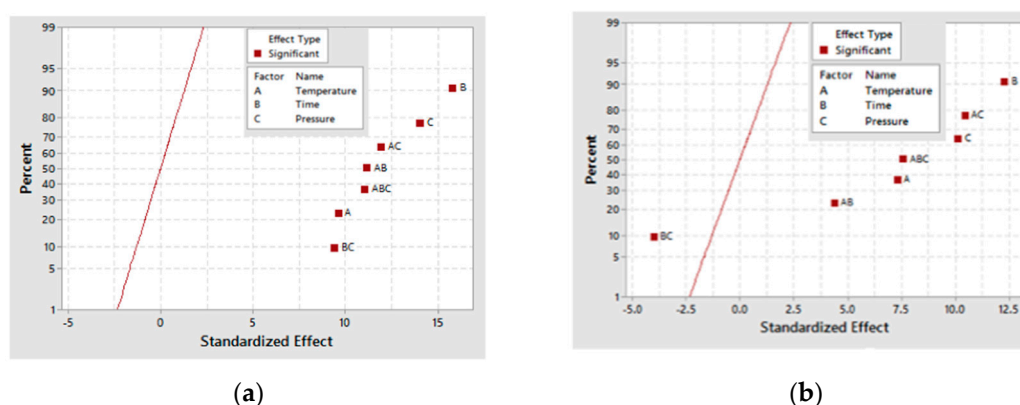 99
95
90
80
70
60
50
40
30
20
10
5
1
Percent
-5 0 5 10 15
Standardized Effect
Effect Type
Significant
Factor Name
A Temperature
B Time
C Pressure
B
C
AC
AB
ABC
A
BC
(a)
99
95
90
80
70
60
50
40
30
20
10
5
1
Percent
-5.0 -2.5 0.0 2.5 5.0 7.5 10.0 12.5
Standardized Effect
Effect Type
Significant
Factor Name
A Temperature
B Time
C Pressure
B
AC
C
ABC
A
AB
BC
(b)